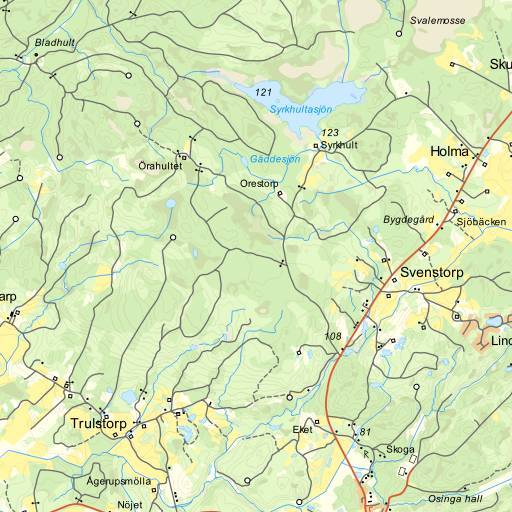 Svalemosse
Bladhult
Sku
121
Syrkhultasjön
123
Syrkhult
Holma
Gäddesjön
Örahultet
Orestorp
Bygdegård
Sjöbäcken
Svenstorp
arp
108
Lind
Trulstorp
Eket
81
Skoga
Ågerupsmölla
Nöjet
Osinga hall